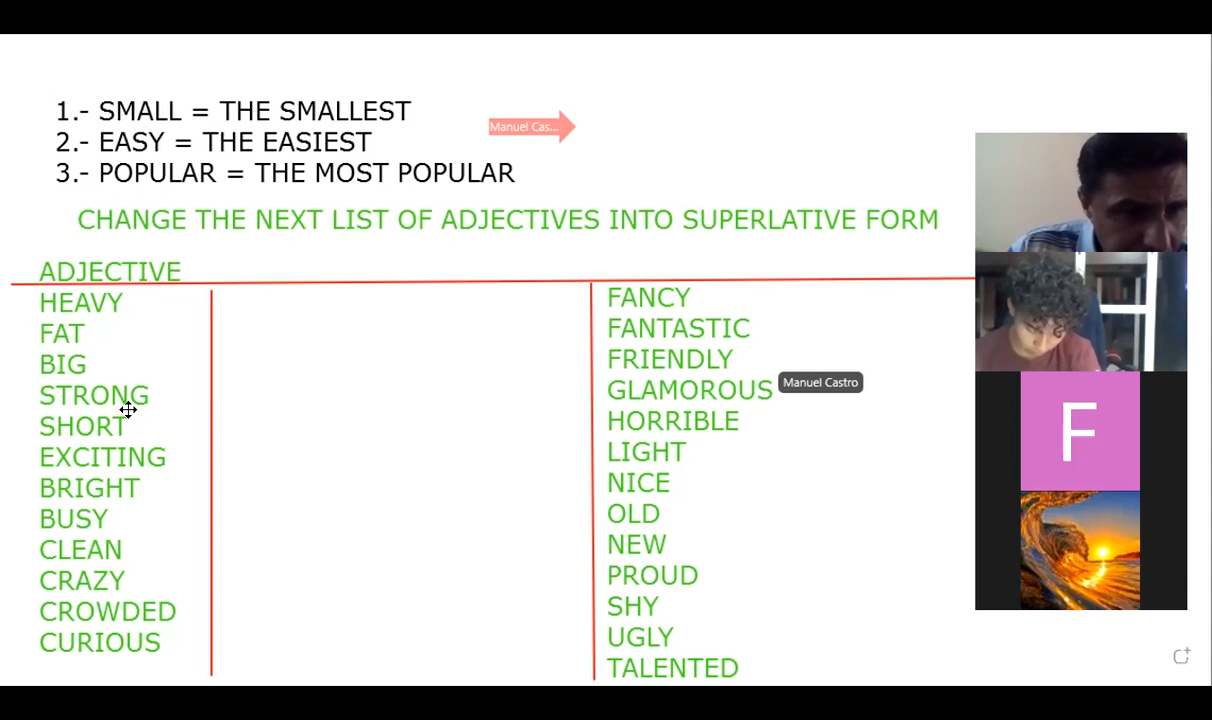 1.- SMALL = THE SMALLEST
2.- EASY = THE EASIEST
3.- POPULAR = THE MOST POPULAR
Manuel Cas...
CHANGE THE NEXT LIST OF ADJECTIVES INTO SUPERLATIVE FORM
ADJECTIVE
HEAVY
FAT
BIG
STRONG
SHORT
EXCITING
BRIGHT
BUSY
CLEAN
CRAZY
CROWDED
CURIOUS
FANCY
FANTASTIC
FRIENDLY
GLAMOROUS
Manuel Castro
HORRIBLE
LIGHT
NICE
OLD
NEW
PROUD
SHY
UGLY
TALENTED
F